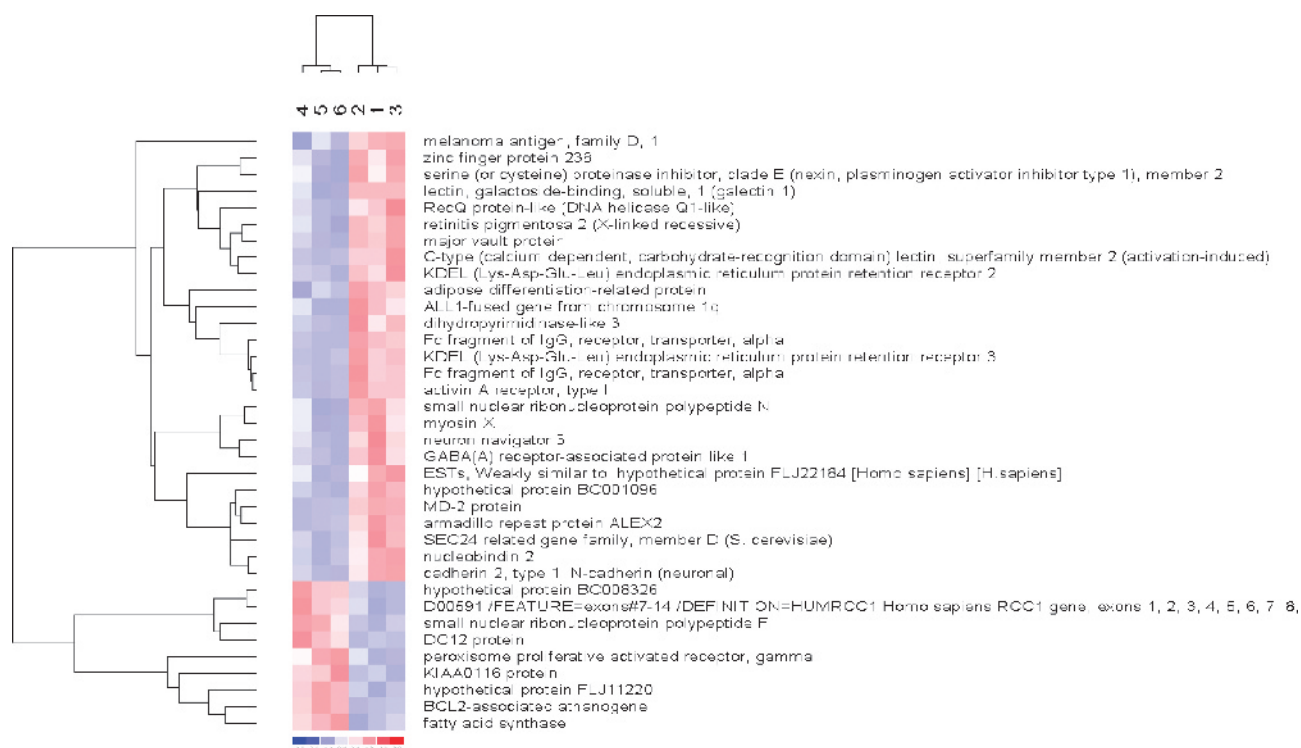 4 5 6 2 1 3
melanoma antigen, family D, 1
zinc finger protein 236
serine (or cysteine) proteinase inhibitor, clade E (nexin, plasminogen activator inhibitor type 1), member 2
lectin, galactoside-binding, soluble, 1 (galectin 1)
RecQ protein-like (DNA helicase Q1-like)
retinitis pigmentosa 2 (X-linked recessive)
major vault protein
C-type (calcium dependent, carbohydrate-recognition domain) lectin, superfamily member 2 (activation-induced)
KDEL (Lys-Asp-Glu-Leu) endoplasmic reticulum protein retention receptor 2
adipose differentiation-related protein
ALL1-fused gene from chromosome 1q
dihydropyrimidinase-like 3
Fc fragment of IgG, receptor, transporter, alpha
KDEL (Lys-Asp-Glu-Leu) endoplasmic reticulum protein retention receptor 3
Fc fragment of IgG, receptor, transporter, alpha
activin A receptor, type I
small nuclear ribonucleoprotein polypeptide N
myosin X
neuron navigator 3
GABA(A) receptor-associated protein like 1
ESTs, Weakly similar to hypothetical protein FLJ22184 [Homo sapiens] [H.sapiens]
hypothetical protein BC001096
MD-2 protein
armadillo repeat protein ALEX2
SEC24 related gene family, member D (S. cerevisiae)
nucleobindin 2
cadherin 2, type 1, N-cadherin (neuronal)
hypothetical protein BC008326
D00591 /FEATURE=exons#7-14 /DEFINITION=HUMRCC1 Homo sapiens RCC1 gene, exons 1, 2, 3, 4, 5, 6, 7, 8,
small nuclear ribonucleoprotein polypeptide F
DC12 protein
peroxisome proliferative activated receptor, gamma
KIAA0116 protein
hypothetical protein FLJ11220
BCL2-associated athanogene
fatty acid synthase